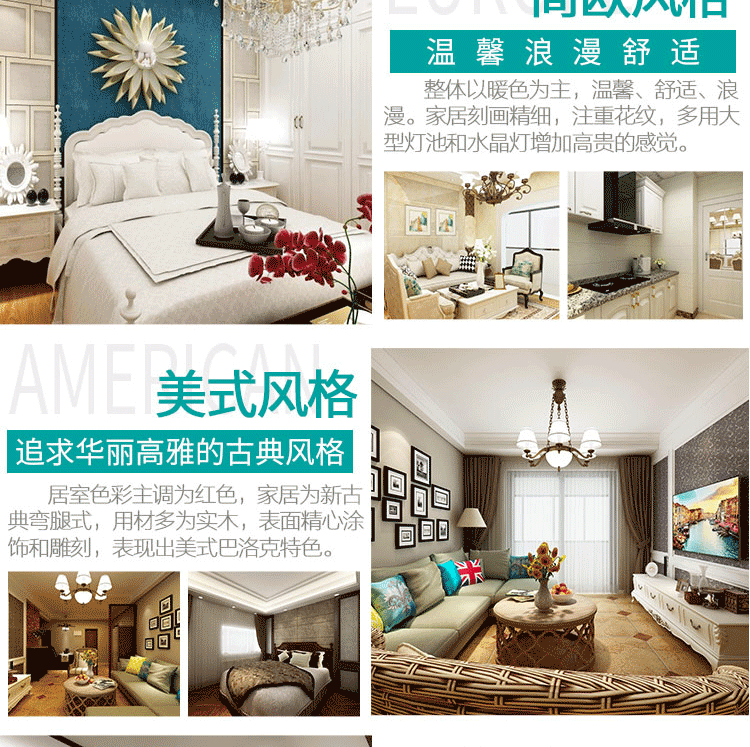 EURO
简欧风格
温馨浪漫舒适
整体以暖色为主，温馨、舒适、浪
漫。家居刻画精细，注重花纹，多用大
型灯池和水晶灯增加高贵的感觉。
AMERICAN
美式风格
追求华丽高雅的古典风格
居室色彩主调为红色，家居为新古
典弯腿式，用材多为实木，表面精心涂
饰和雕刻，表现出美式巴洛克特色。